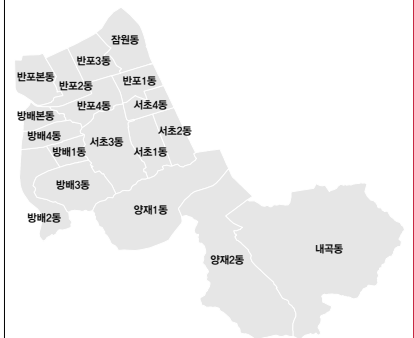 잠원동
반포3동
반포본동
반포2동
반포1동
반포4동
서초4동
방배본동
서초2동
방배4동
서초3동
방배1동
서초1동
방배3동
양재1동
방배2동
내곡동
양재2동